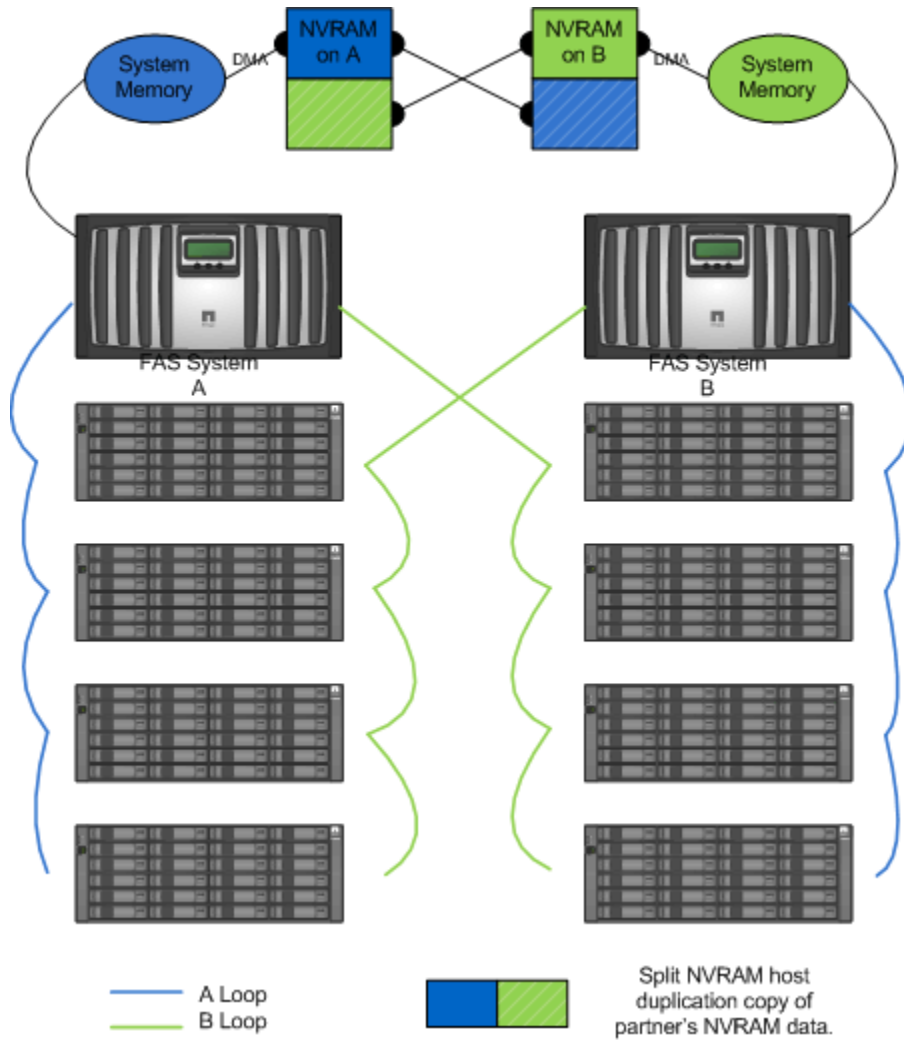 NVRAM
on A
NVRAM
on B
System
Memory
DMA
DMA
System
Memory
FAS System
A
FAS System
B
A Loop
B Loop
Split NVRAM host
duplication copy of
partner's NVRAM data.